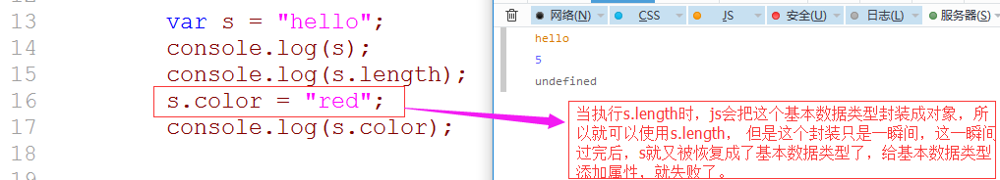 13 var s = "hello";
14 console.log(s);
15 console.log(s.length);
16 s.color = "red";
17 console.log(s.color);
18
19
网络(N) CSS JS 安全(U) 日志(L) 服务器(S)
hello
5
undefined
当执行s.length时，js会把这个基本数据类型封装成对象，所
以就可以使用s.length， 但是这个封装只是一瞬间，这一瞬间
过完后，s就又被恢复成了基本数据类型了，给基本数据类型
添加属性，就失败了。